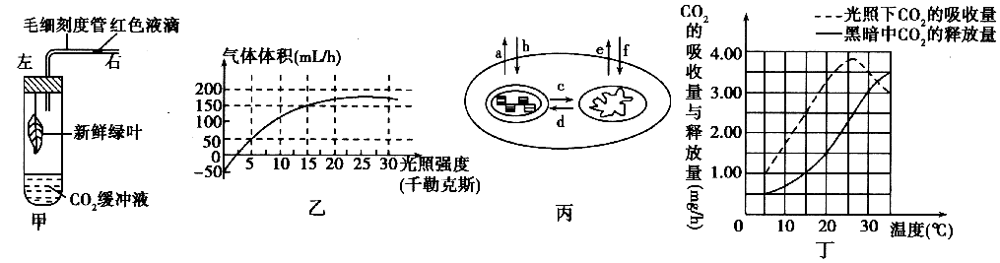 毛细刻度管 红色液滴
左
右
新鲜绿叶
CO₂缓冲液
甲
气体体积(mL/h)
200
150
100
50
0
-50
5 10 15 20 25 30
光照强度
(千勒克斯)
乙
a h e f
c
d
丙
CO₂的吸收量与释放量(mg/h)
光照下CO₂的吸收量
黑暗中CO₂的释放量
4.00
3.00
2.00
1.00
0 10 20 30 温度(℃)
丁